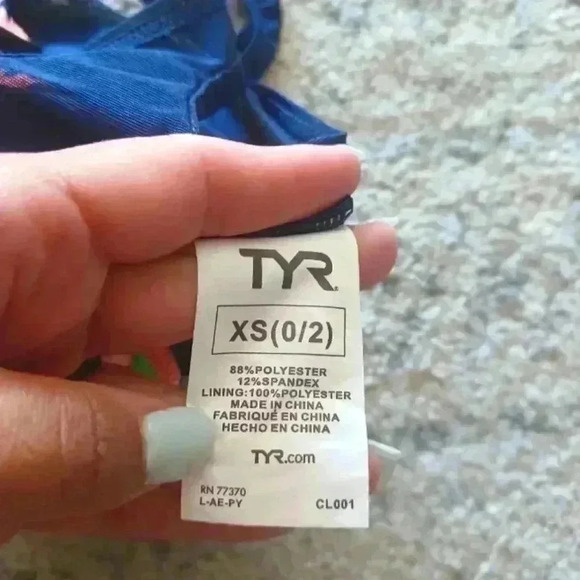 TYR
XS(0/2)
88%POLYESTER
12%SPANDEX
LINING:100%POLYESTER
MADE IN CHINA
FABRIQUÉ EN CHINA
HECHO EN CHINA
TYR.com
RN 77370
L-AE-PY
CL001